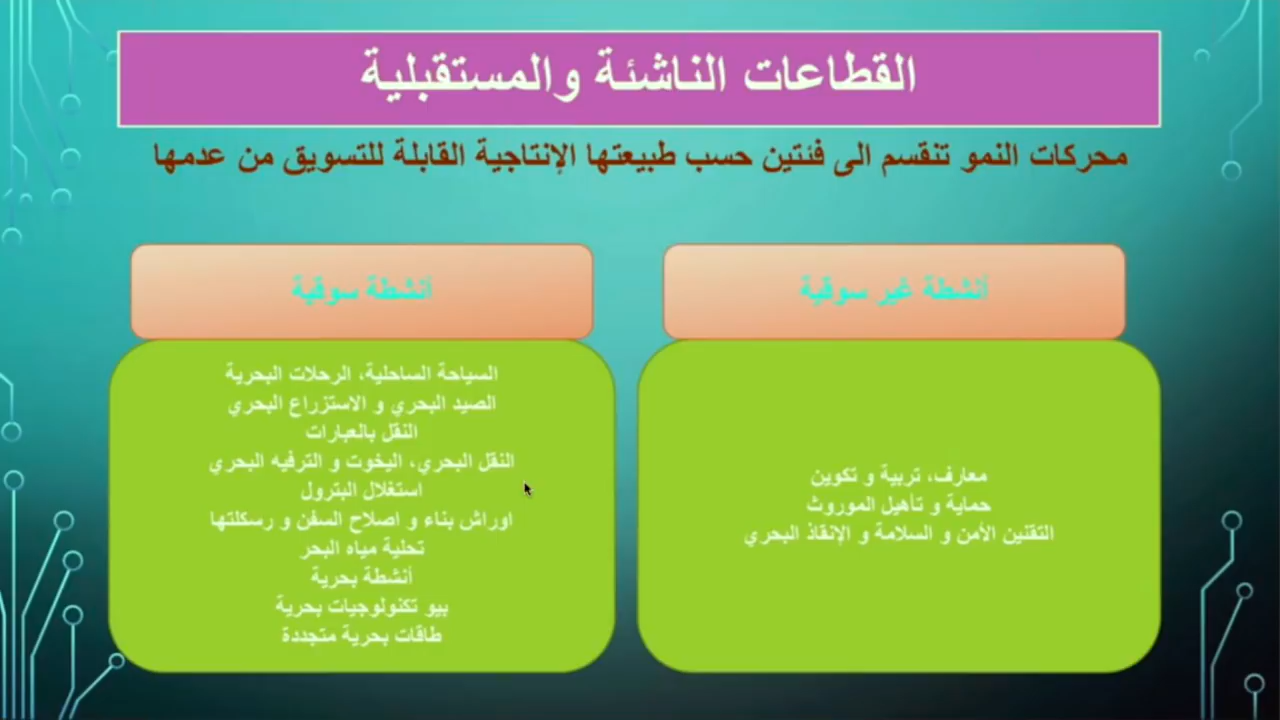 القطاعات الناشئة والمستقبلية
محركات النمو تنقسم الى فئتين حسب طبيعتها الإنتاجية القابلة للتسويق من عدمها
أنشطة غير سوقية
معارف، تربية و تكوين
حماية و تأهيل الموروث
التقنين الأمن و السلامة و الإنقاذ البحري
أنشطة سوقية
السياحة الساحلية، الرحلات البحرية
الصيد البحري و الاستزراع البحري
النقل بالعبارات
النقل البحري، اليخوت و الترفيه البحري
استغلال البترول
اوراش بناء و اصلاح السفن و رسكلتها
تحلية مياه البحر
أنشطة بحرية
بيو تكنولوجيات بحرية
طاقات بحرية متجددة